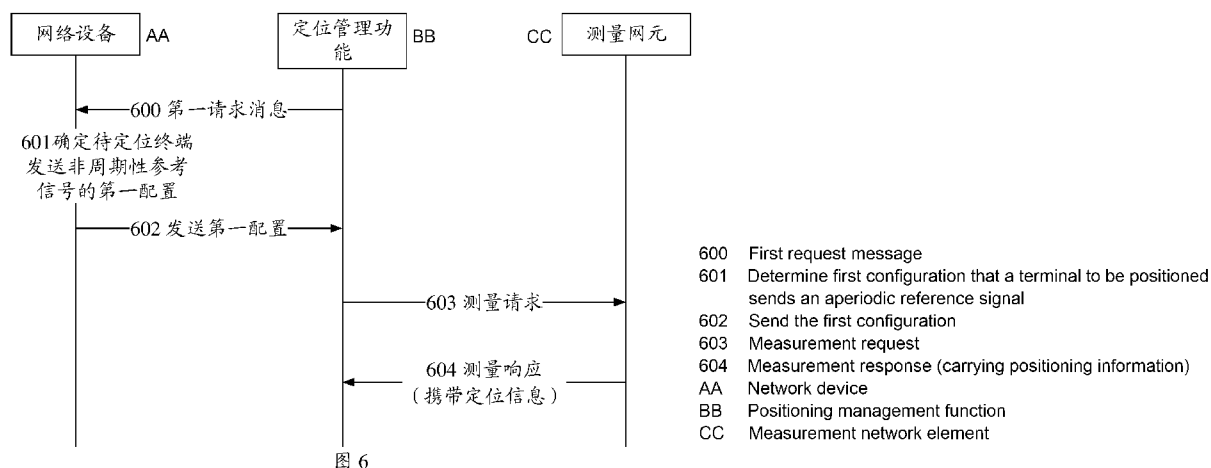 网络设备
AA
定位管理功
能
BB
CC
测量网元
600 第一请求消息
601确定待定位终端
发送非周期性参考
信号的第一配置
602 发送第一配置
603 测量请求
604 测量响应
（携带定位信息）
图 6
600 First request message
601 Determine first configuration that a terminal to be positioned
sends an aperiodic reference signal
602 Send the first configuration
603 Measurement request
604 Measurement response (carrying positioning information)
AA Network device
BB Positioning management function
CC Measurement network element